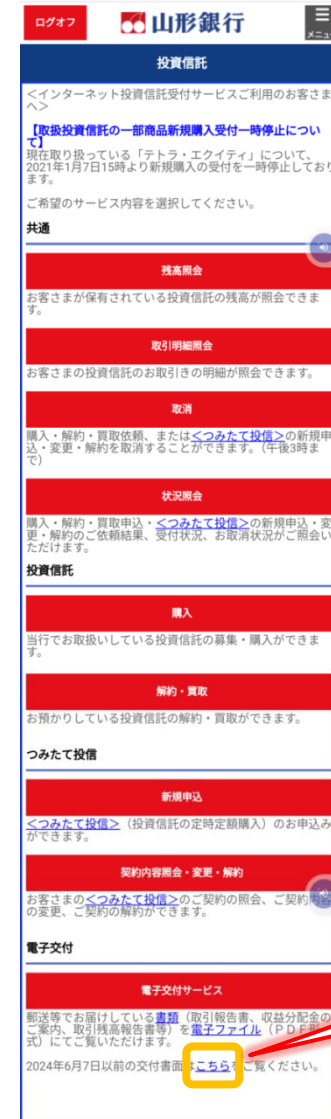 ログオフ
山形銀行
メニュ
投資信託
<インターネット投資信託受付サービスご利用のお客さま
へ>
【取扱投資信託の一部商品新規購入受付一時停止につい
て】
現在取り扱っている「テトラ・エクイティ」について、
2021年1月7日15時より新規購入の受付を一時停止しており
ます。
ご希望のサービス内容を選択してください。
共通
残高照会
お客さまが保有されている投資信託の残高が照会できま
す。
取引明細照会
お客さまの投資信託のお取引きの明細が照会できます。
取消
購入・解約・買取依頼、または<つみたて投信>の新規申
込・変更・解約を取消することができます。（午後3時ま
で）
状況照会
購入・解約・買取申込・<つみたて投信>の新規申込・変
更・解約のご依頼結果、受付状況、お取消状況がご照会い
ただけます。
投資信託
購入
当行でお取扱いしている投資信託の募集・購入ができま
す。
解約・買取
お預かりしている投資信託の解約・買取ができます。
つみたて投信
新規申込
<つみたて投信>（投資信託の定時定額購入）のお申込み
ができます。
契約内容照会・変更・解約
お客さまの<つみたて投信>のご契約の照会、ご契約内容
の変更、ご契約の解約ができます。
電子交付
電子交付サービス
郵送等でお届けしている書類（取引報告書、収益分配金の
ご案内、取引残高報告書等）を電子ファイル（PDF形
式）にてご覧いただけます。
2024年6月7日以前の交付書面はこちらをご覧ください。